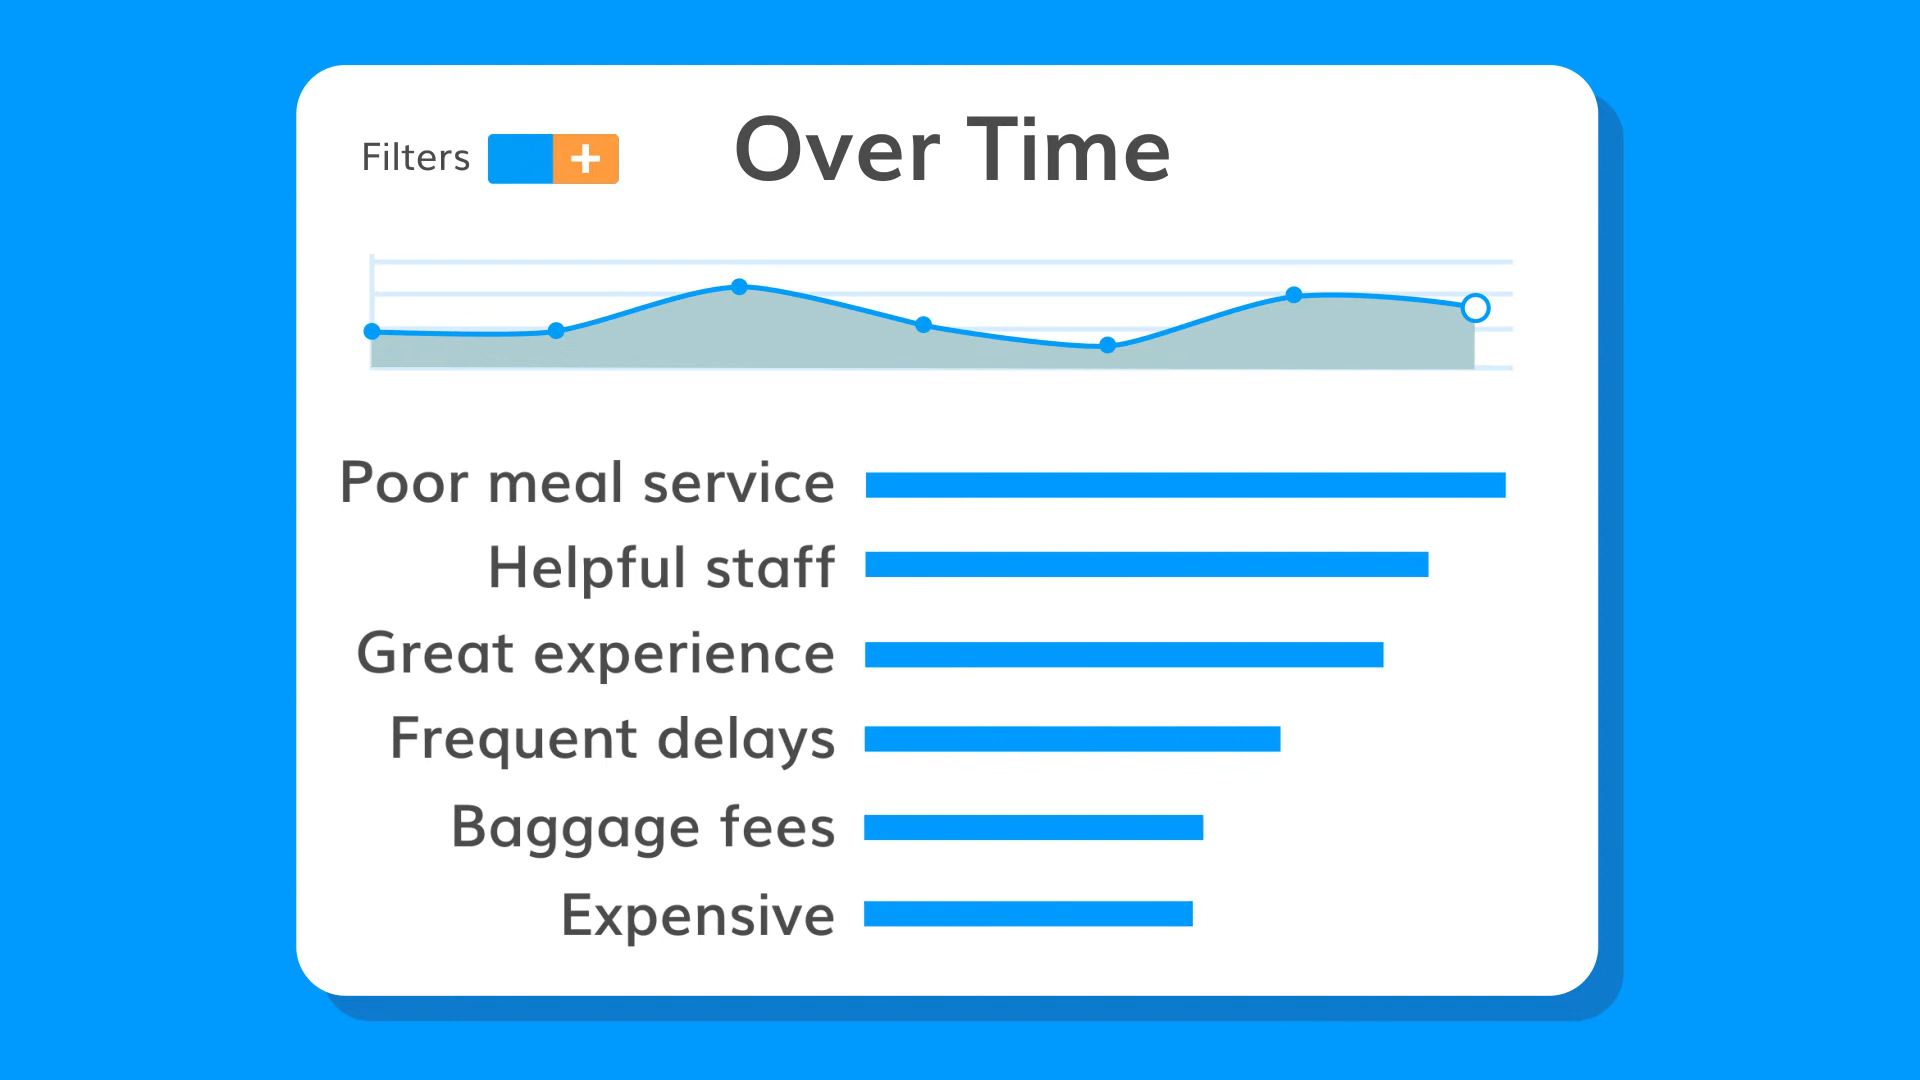 Filters
+
Over Time
Poor meal service
Helpful staff
Great experience
Frequent delays
Baggage fees
Expensive